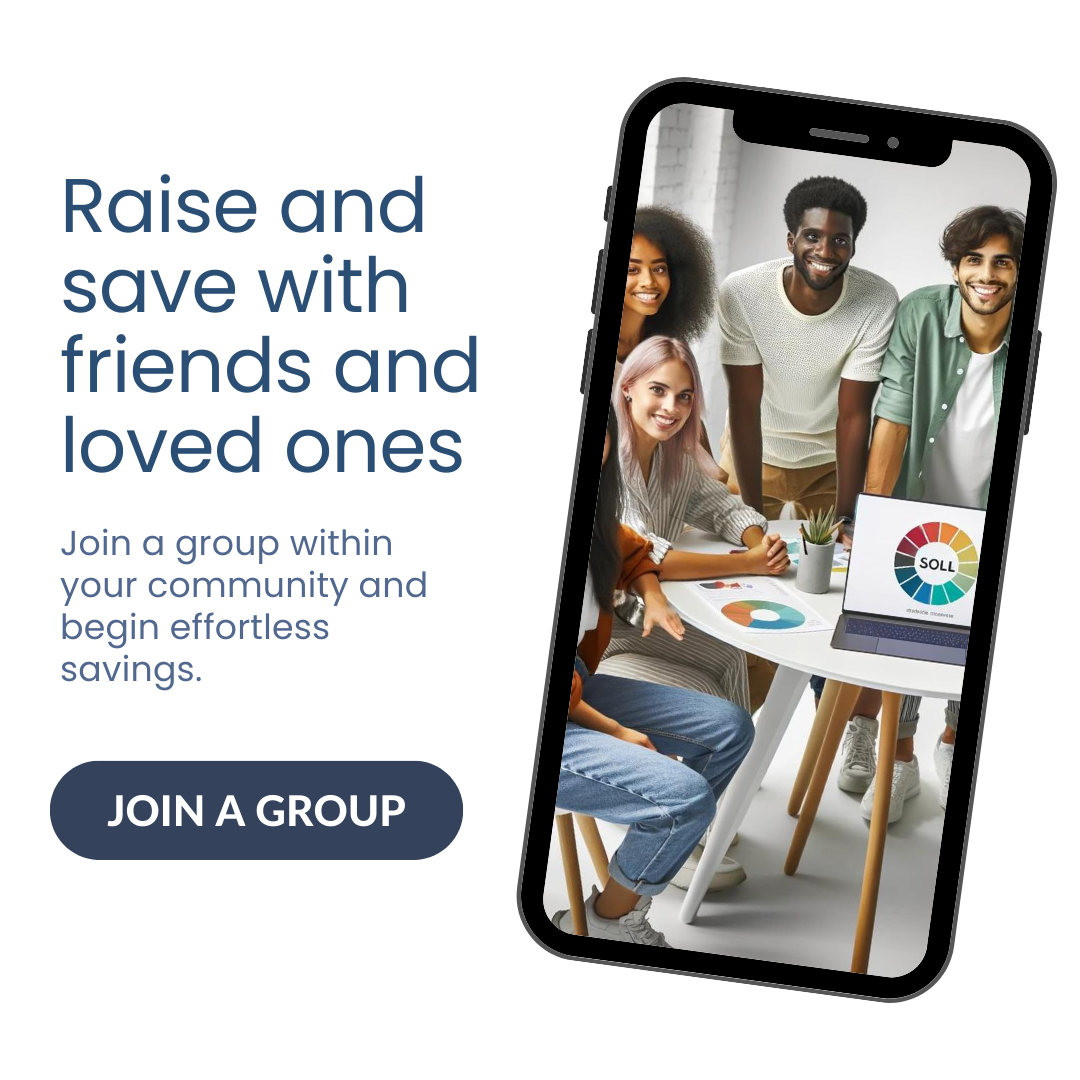 Raise and
save with
friends and
loved ones
Join a group within
your community and
begin effortless
savings.
JOIN A GROUP
SOLL